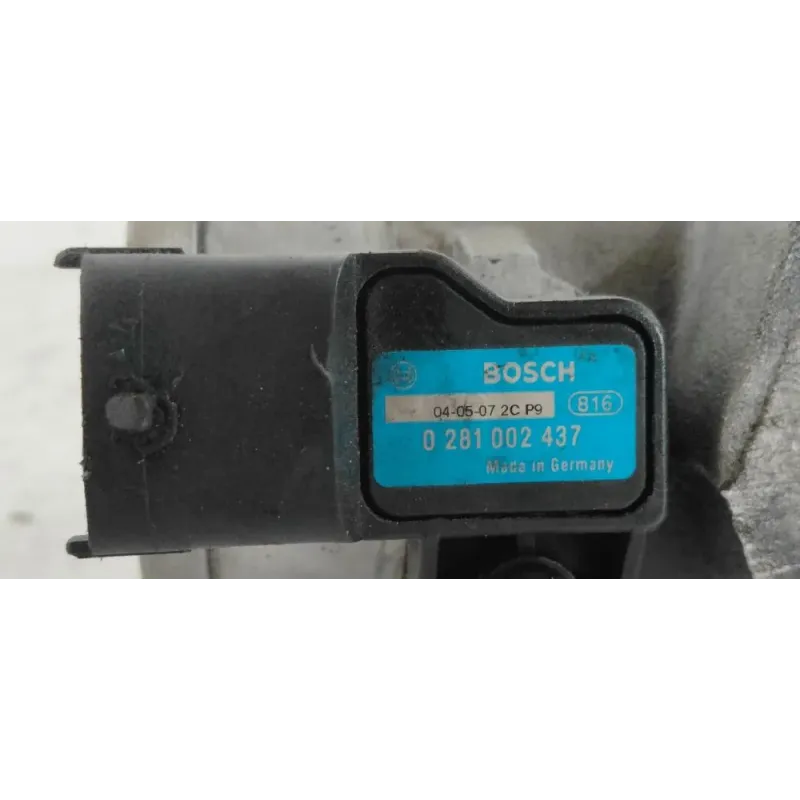 BOSCH
04-05-07 2C P9
816
0 281 002 437
Made in Germany